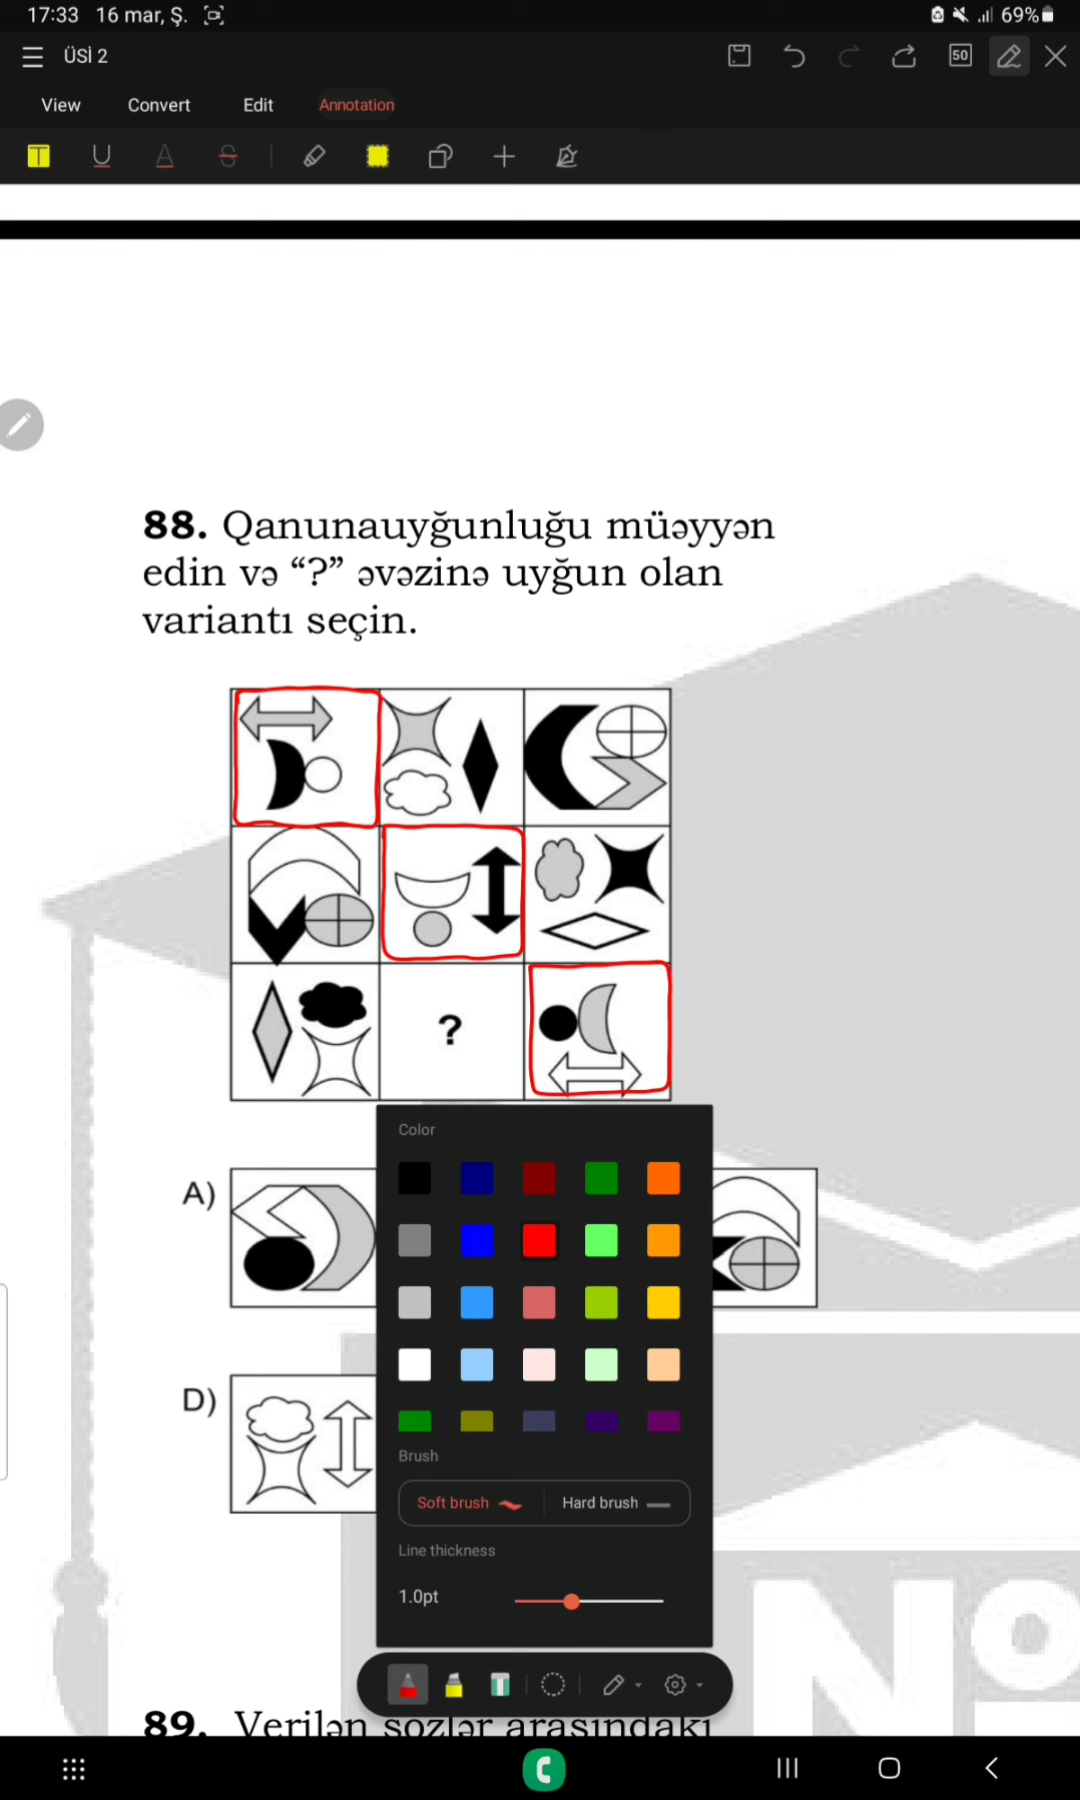 17:33 16 mar, Ş. 69%
ÜSİ 2 50
View Convert Edit Annotation
T U A S
88. Qanunauyğunluğu müəyyən
edin və “?” əvəzinə uyğun olan
variantı seçin.
?
Color
A)
D)
Brush
Soft brush Hard brush
Line thickness
1.0pt
Nº
89. Verilən sözlər arasındakı